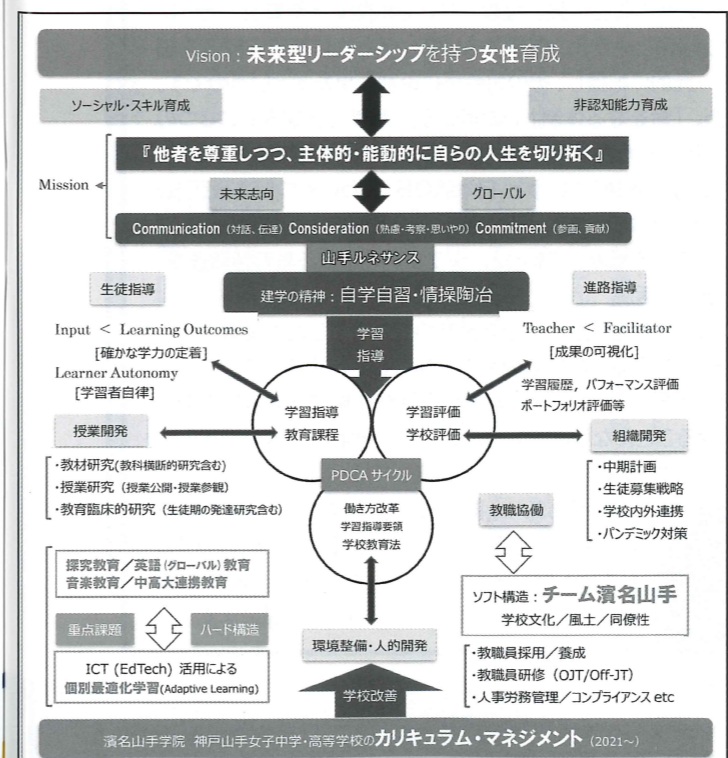 Vision：未来型リーダーシップを持つ女性育成
ソーシャル・スキル育成
非認知能力育成
『他者を尊重しつつ、主体的・能動的に自らの人生を切り拓く』
Mission
未来志向
グローバル
Communication（対話、伝達）Consideration（熟慮・考察・思いやり）Commitment（参画、貢献）
山手ルネサンス
生徒指導
建学の精神：自学自習・情操陶冶
進路指導
Input ＜ Learning Outcomes
[確かな学力の定着]
Learner Autonomy
[学習者自律]
学習
指導
Teacher ＜ Facilitator
[成果の可視化]
学習履歴，パフォーマンス評価
ポートフォリオ評価等
学習指導
教育課程
学習評価
学校評価
授業開発
組織開発
・教材研究(教科横断的研究含む)
・授業研究（授業公開・授業参観）
・教育臨床的研究（生徒期の発達研究含む）
PDCAサイクル
働き方改革
学習指導要領
学校教育法
教職協働
・中期計画
・生徒募集戦略
・学校内外連携
・パンデミック対策
探究教育／英語(グローバル)教育
音楽教育／中高大連携教育
ソフト構造：チーム濱名山手
学校文化／風土／同僚性
重点課題
ハード構造
環境整備・人的開発
ICT (EdTech) 活用による
個別最適化学習(Adaptive Learning)
・教職員採用／養成
・教職員研修（OJT/Off-JT）
・人事労務管理／コンプライアンス etc
学校改善
濱名山手学院 神戸山手女子中学・高等学校のカリキュラム・マネジメント（2021～）